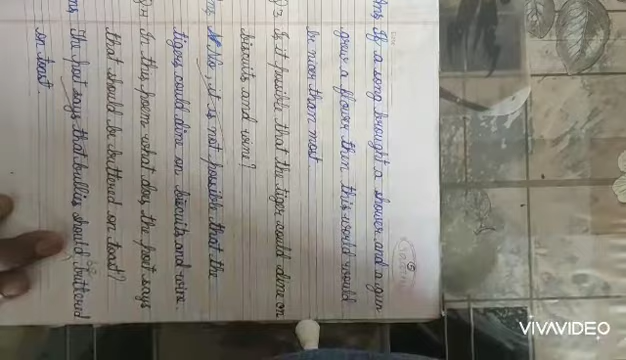 Ans If a song brought a shower and a gun
grew a flower then this world would
be nicer than most.
Q3 Is it possible that the tiger could dine on
biscuits and wine?
Ans No, it is not possible that the
tiger could dine on biscuits and wine.
Q4 In this poem what does the poet says
that should be buttered on toast?
Ans The poet says that bullies should buttered
on toast.
VIVAVIDEO